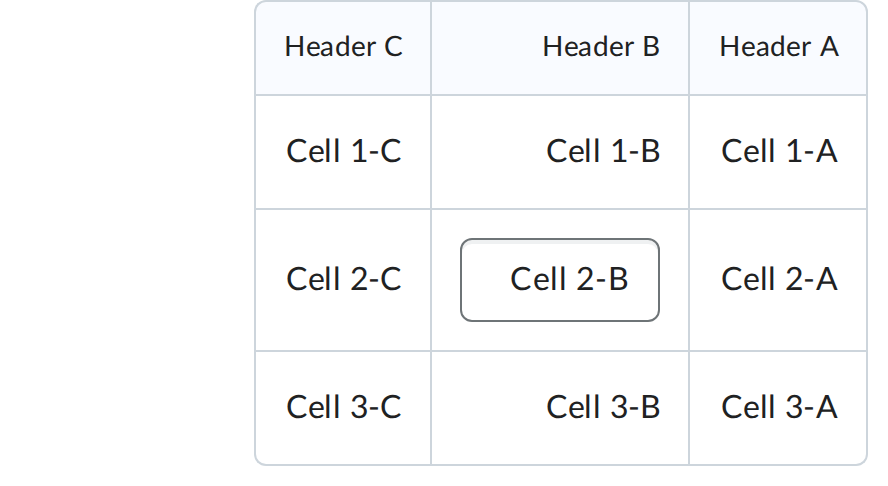 Header C Header B Header A
Cell 1-C Cell 1-B Cell 1-A
Cell 2-C Cell 2-B Cell 2-A
Cell 3-C Cell 3-B Cell 3-A